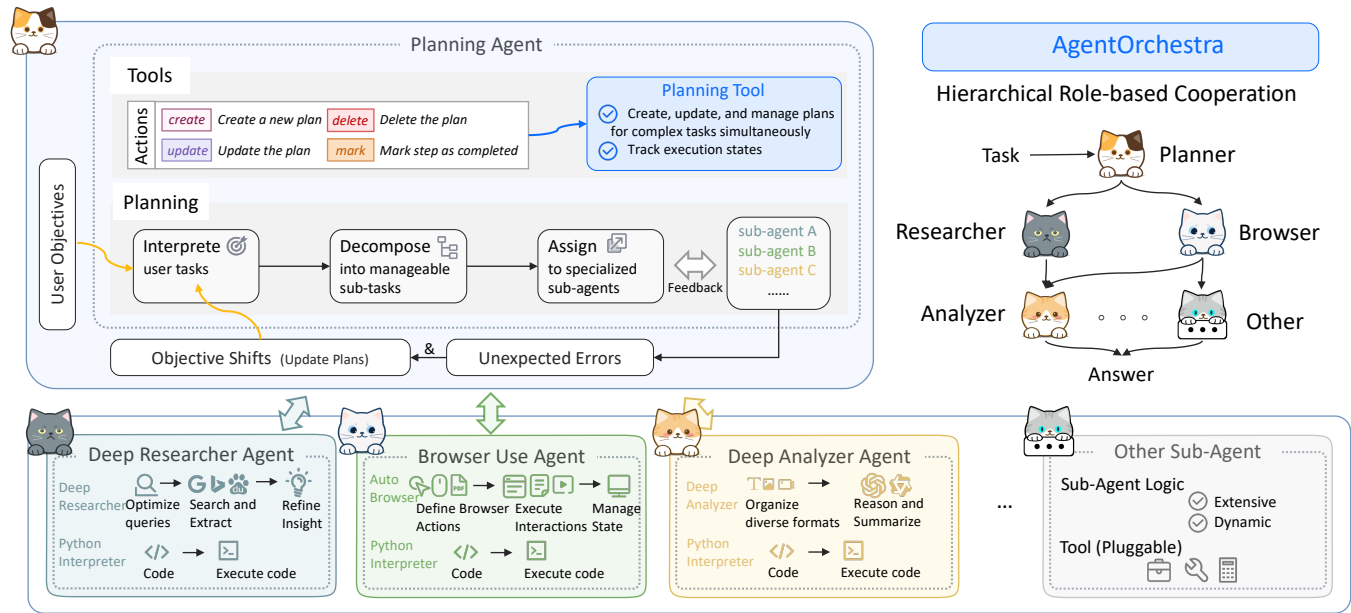 Planning Agent
Tools
Actions
create Create a new plan delete Delete the plan
update Update the plan mark Mark step as completed
Planning Tool
Create, update, and manage plans
for complex tasks simultaneously
Track execution states
User Objectives
Planning
Interprete
user tasks
Decompose
into manageable
sub-tasks
Assign
to specialized
sub-agents
Feedback
sub-agent A
sub-agent B
sub-agent C
......
Objective Shifts (Update Plans)
&
Unexpected Errors
AgentOrchestra
Hierarchical Role-based Cooperation
Task
Planner
Researcher
Browser
Analyzer
Other
Answer
Deep Researcher Agent
Deep
Researcher
Optimize
queries
Search and
Extract
Refine
Insight
Python
Interpreter
Code
Execute code
Browser Use Agent
Auto
Browser
PDF
Define Browser
Actions
Execute
Interactions
Manage
State
Python
Interpreter
Code
Execute code
Deep Analyzer Agent
Deep
Analyzer
Organize
diverse formats
Reason and
Summarize
Python
Interpreter
Code
Execute code
...
Other Sub-Agent
Sub-Agent Logic
Extensive
Dynamic
Tool (Pluggable)